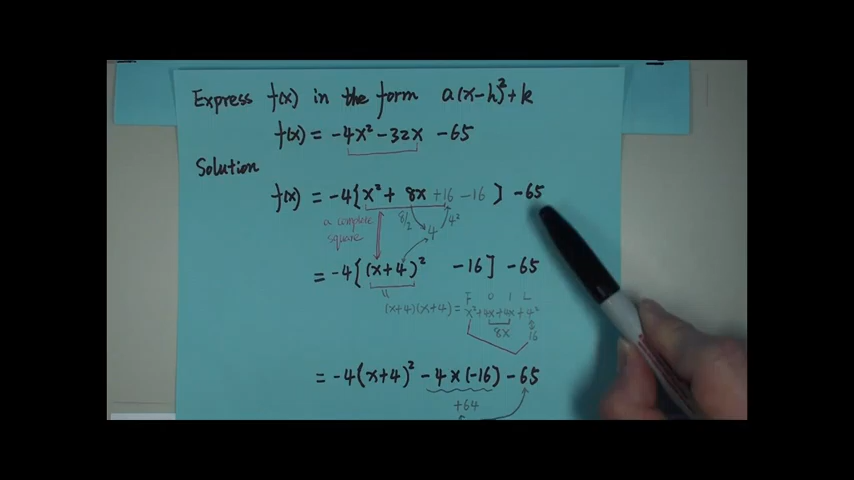 Express f(x) in the form a(x-h)²+k
f(x) = -4x² -32x -65
Solution
f(x) = -4[x² + 8x +16 -16 ] -65
a complete square
8/2
4
4²
= -4[ (x+4)² -16] -65
"
F O I L
(x+4)(x+4) = x²+4x+4x+4²
8x
16
= -4(x+4)² -4x(-16) -65
+64